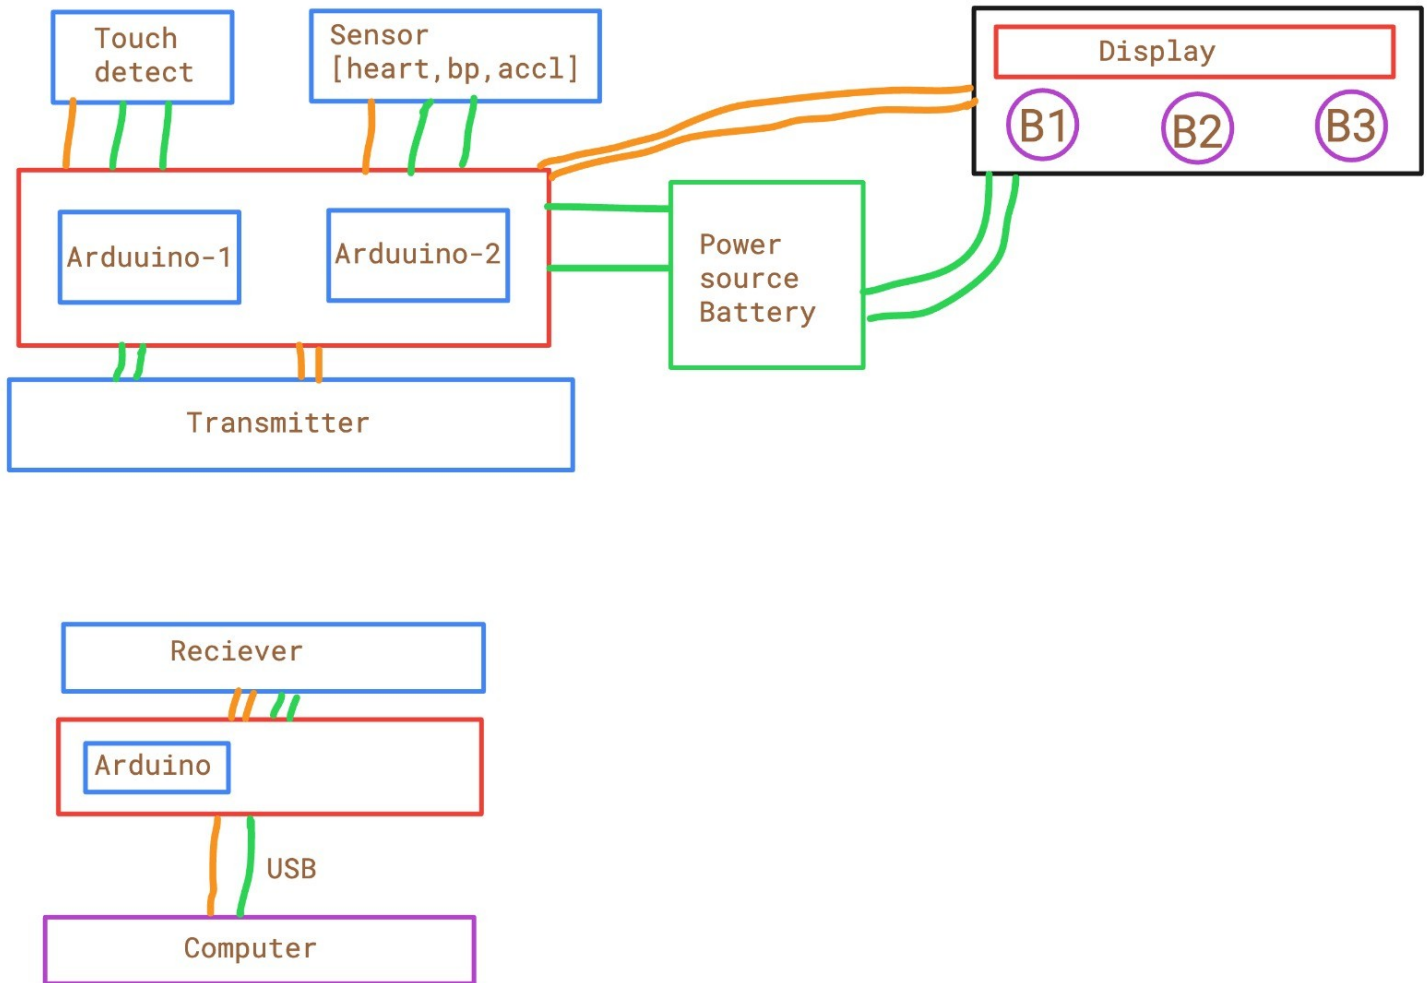 Touch
detect
Sensor
[heart,bp,accl]
Display
B1
B2
B3
Arduuino-1
Arduuino-2
Power
source
Battery
Transmitter
Reciever
Arduino
USB
Computer